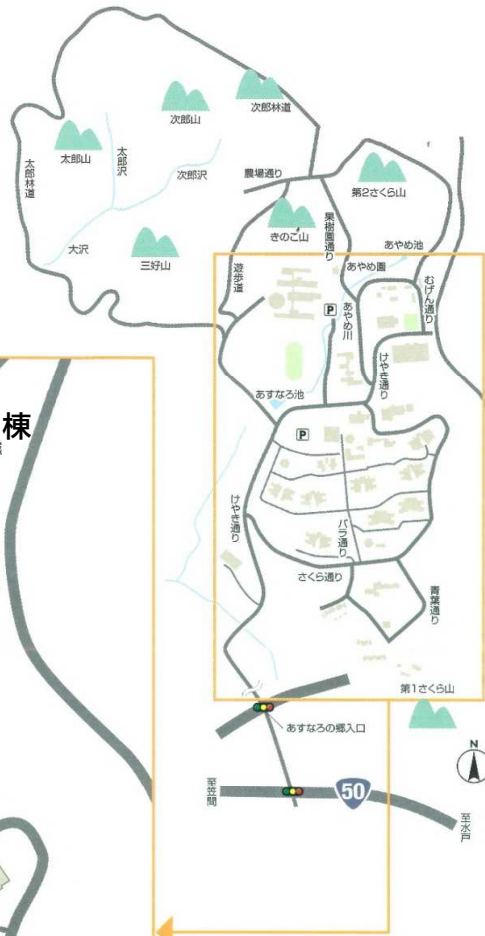 次郎山
次郎林道
太郎山
太郎沢
次郎沢
太郎林道
大沢
三好山
農場通り
第2さくら山
きのこ山
果樹園通り
あやめ池
あやめ園
遊歩道
P
あやめ川
むげん通り
けやき通り
あすなろ池
棟
P
けやき通り
バラ通り
さくら通り
青葉通り
第1さくら山
あすなろの郷入口
N
至笠間
50
至水戸